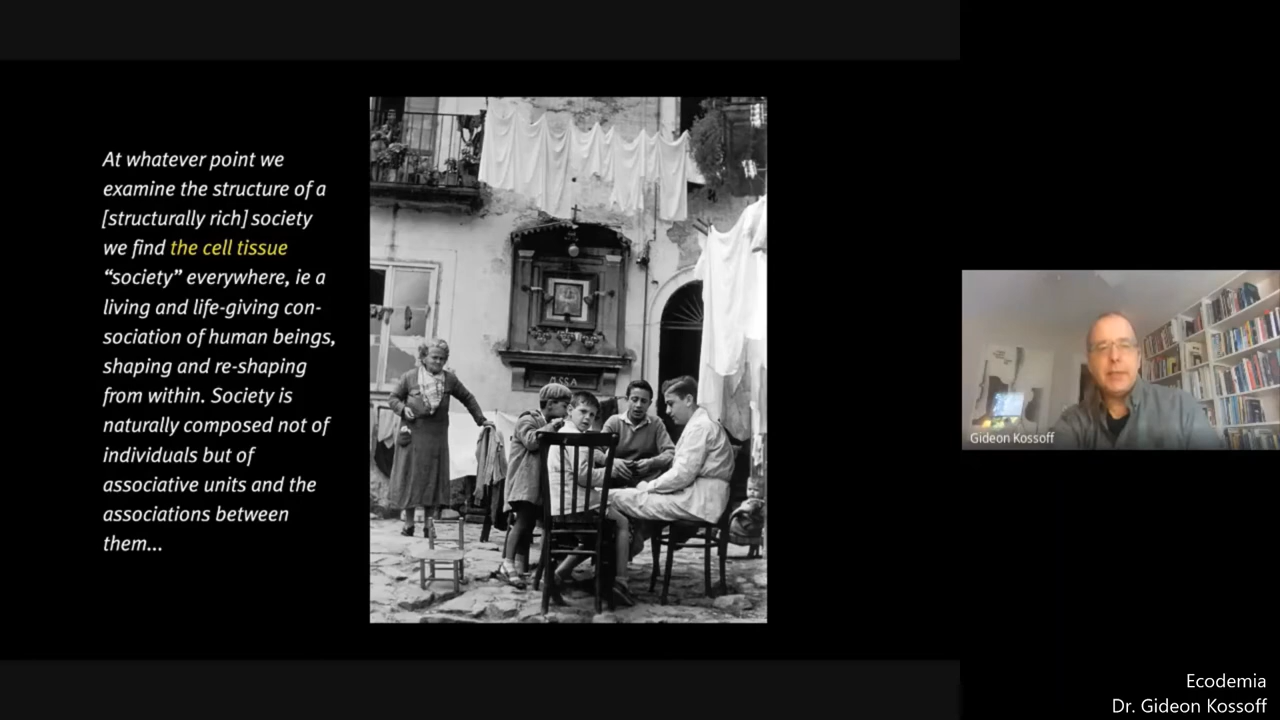 At whatever point we
examine the structure of a
[structurally rich] society
we find the cell tissue
“society” everywhere, ie a
living and life-giving con-
sociation of human beings,
shaping and re-shaping
from within. Society is
naturally composed not of
individuals but of
associative units and the
associations between
them...
Gideon Kossoff
Ecodemia
Dr. Gideon Kossoff